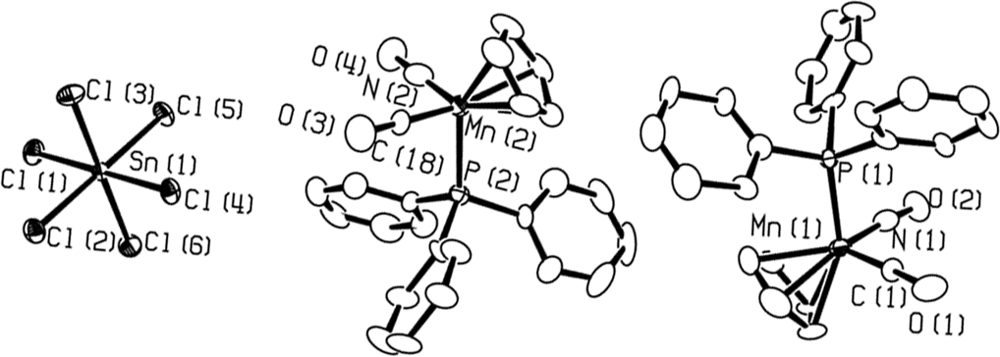 Cl(3)
Cl(5)
Sn(1)
Cl(1)
Cl(4)
Cl(2)
Cl(6)
O(4)
N(2)
O(3)
Mn(2)
C(18)
P(2)
P(1)
O(2)
Mn(1)
N(1)
C(1)
O(1)